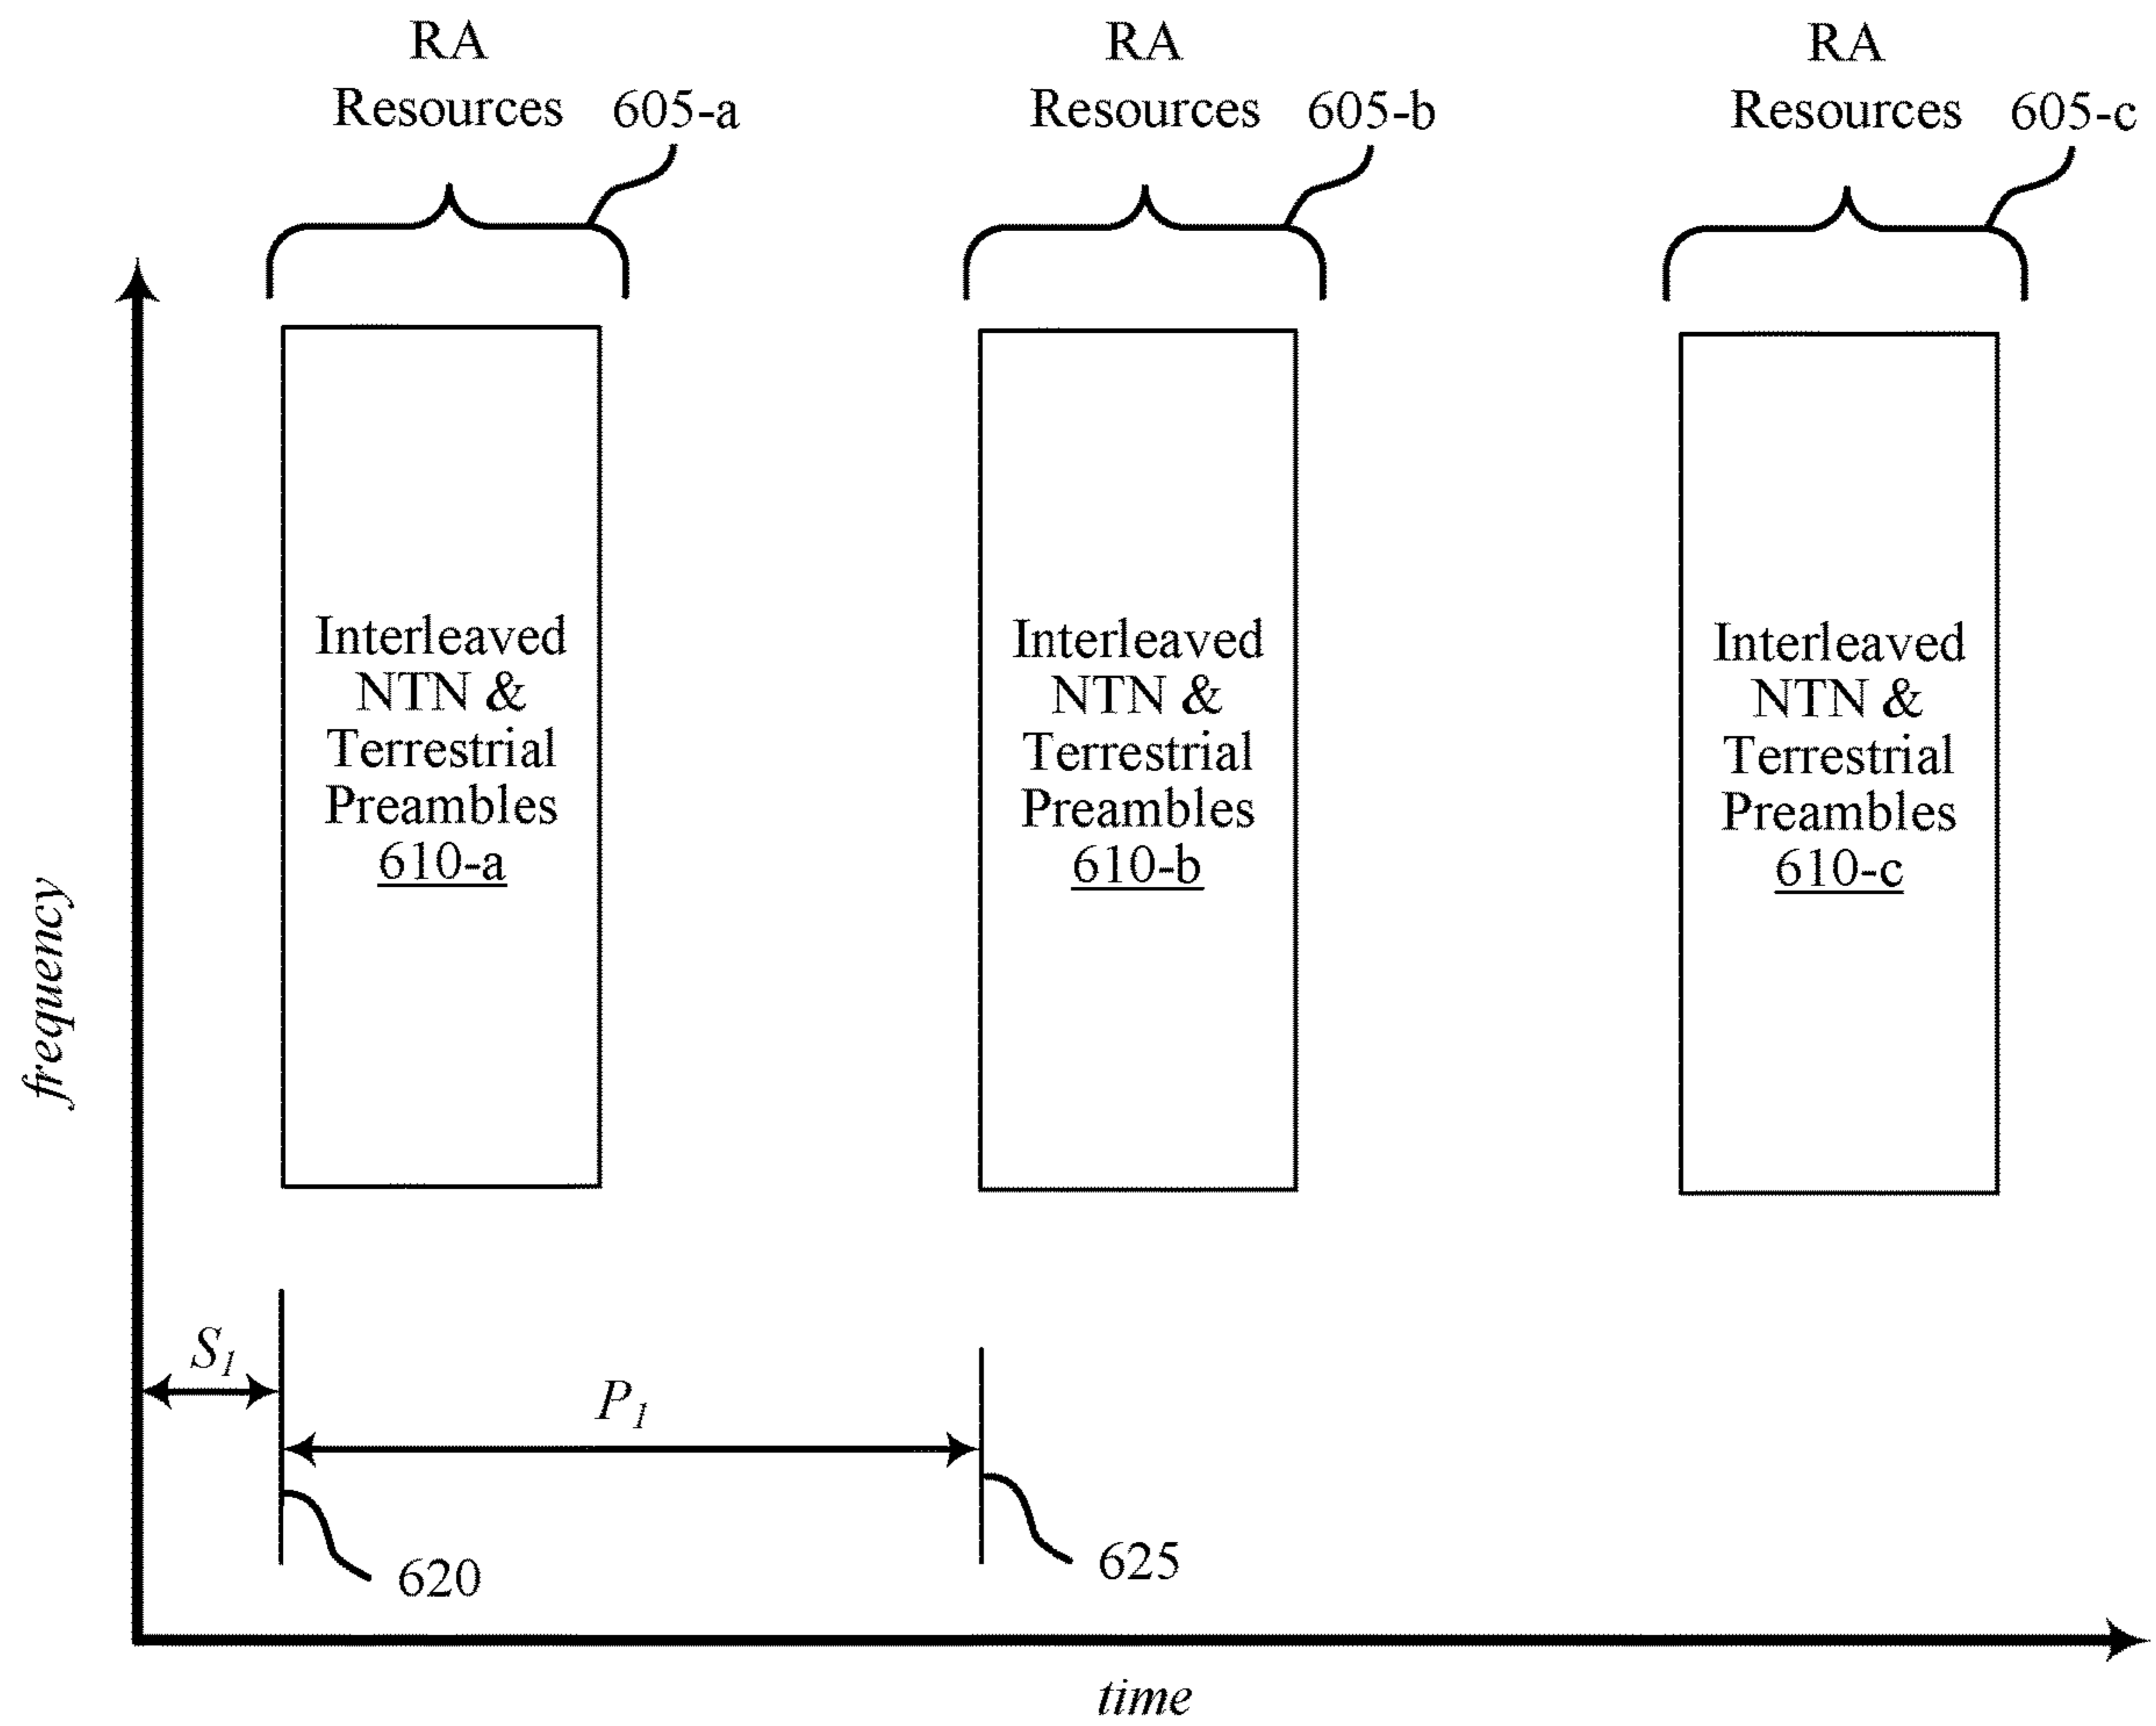 RA
Resources 605-a
RA
Resources 605-b
RA
Resources 605-c
Interleaved
NTN &
Terrestrial
Preambles
610-a
Interleaved
NTN &
Terrestrial
Preambles
610-b
Interleaved
NTN &
Terrestrial
Preambles
610-c
frequency
S1
P1
620
625
time